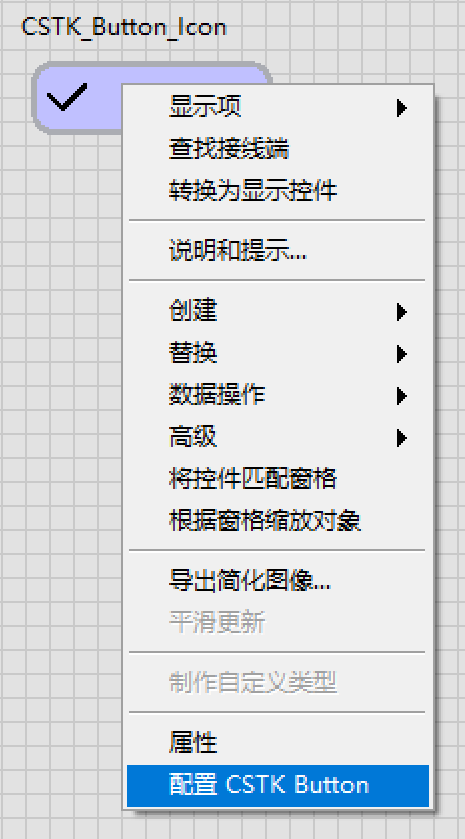 CSTK_Button_Icon
显示项
查找接线端
转换为显示控件
说明和提示...
创建
替换
数据操作
高级
将控件匹配窗格
根据窗格缩放对象
导出简化图像...
平滑更新
制作自定义类型
属性
配置 CSTK Button